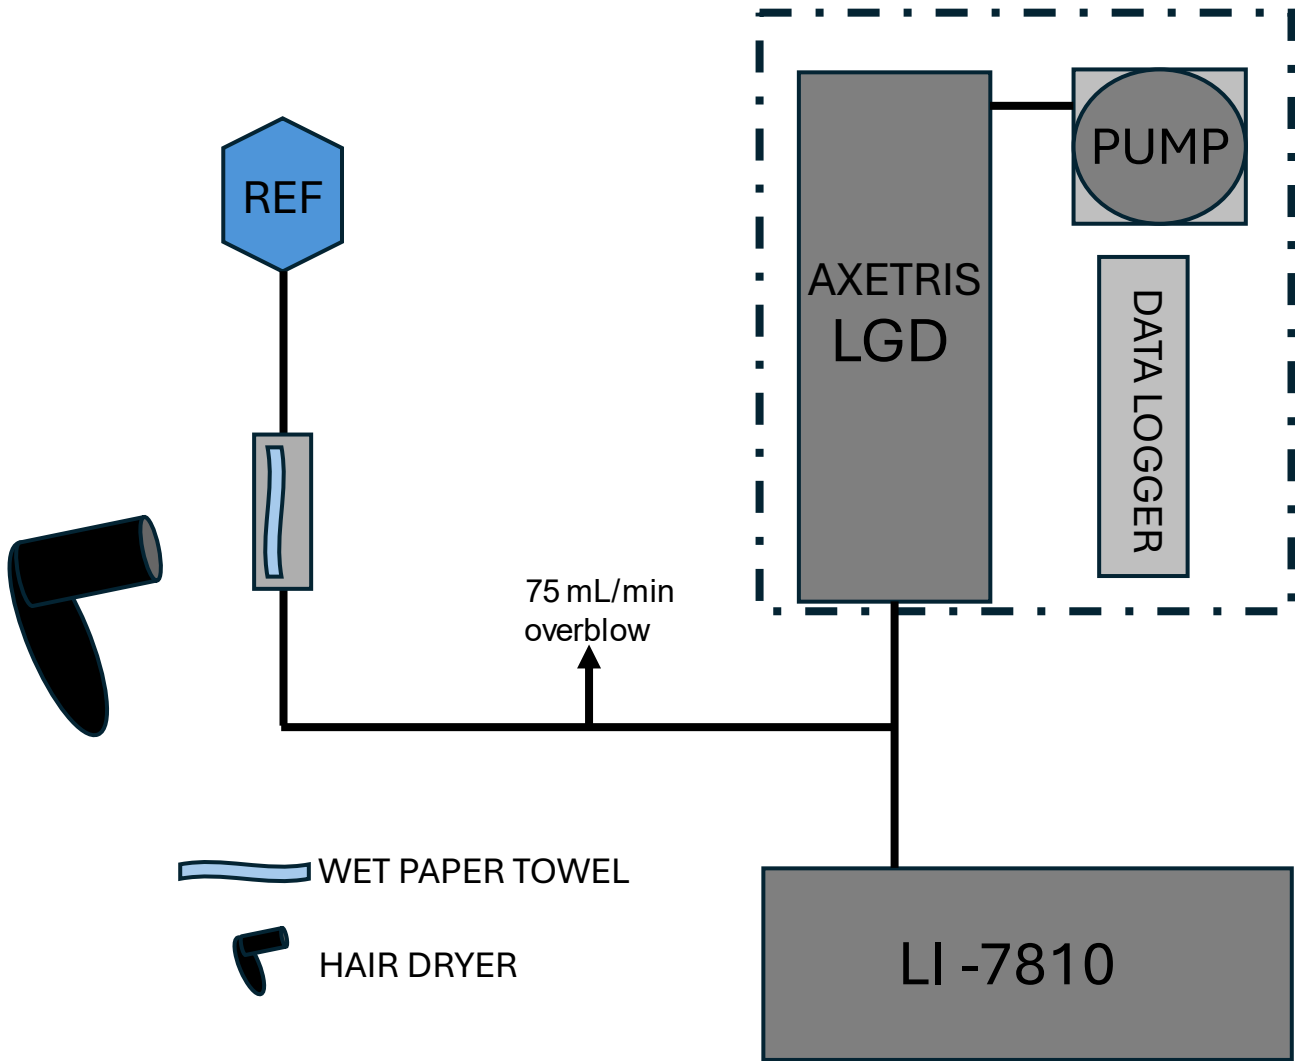 REF
PUMP
AXETRIS
LGD
DATA LOGGER
75 mL/min
overblow
WET PAPER TOWEL
HAIR DRYER
LI -7810